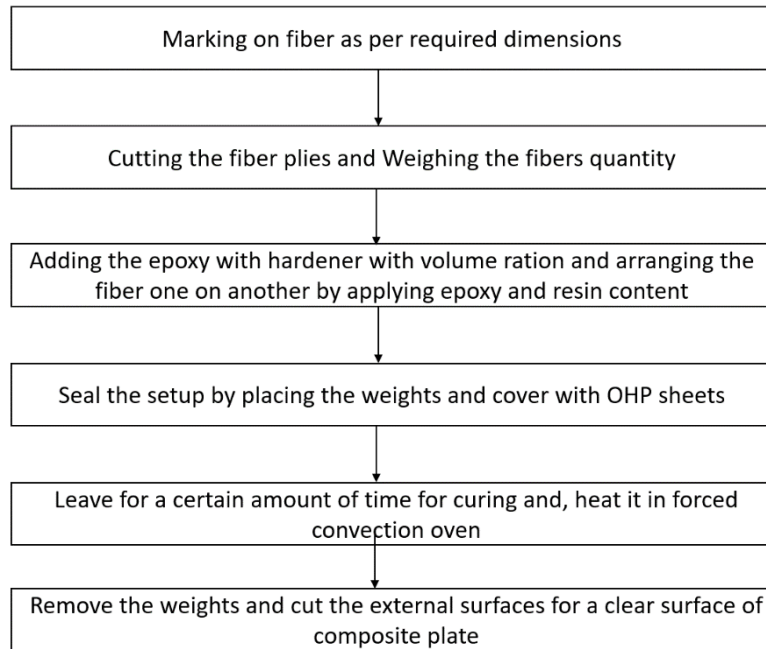 Marking on fiber as per required dimensions
Cutting the fiber plies and Weighing the fibers quantity
Adding the epoxy with hardener with volume ration and arranging the
fiber one on another by applying epoxy and resin content
Seal the setup by placing the weights and cover with OHP sheets
Leave for a certain amount of time for curing and, heat it in forced
convection oven
Remove the weights and cut the external surfaces for a clear surface of
composite plate